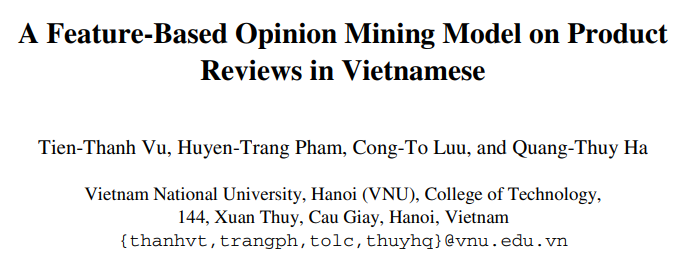 A Feature-Based Opinion Mining Model on Product
Reviews in Vietnamese
Tien-Thanh Vu, Huyen-Trang Pham, Cong-To Luu, and Quang-Thuy Ha
Vietnam National University, Hanoi (VNU), College of Technology,
144, Xuan Thuy, Cau Giay, Hanoi, Vietnam
{thanhvt,trangph,tolc,thuyhq}@vnu.edu.vn